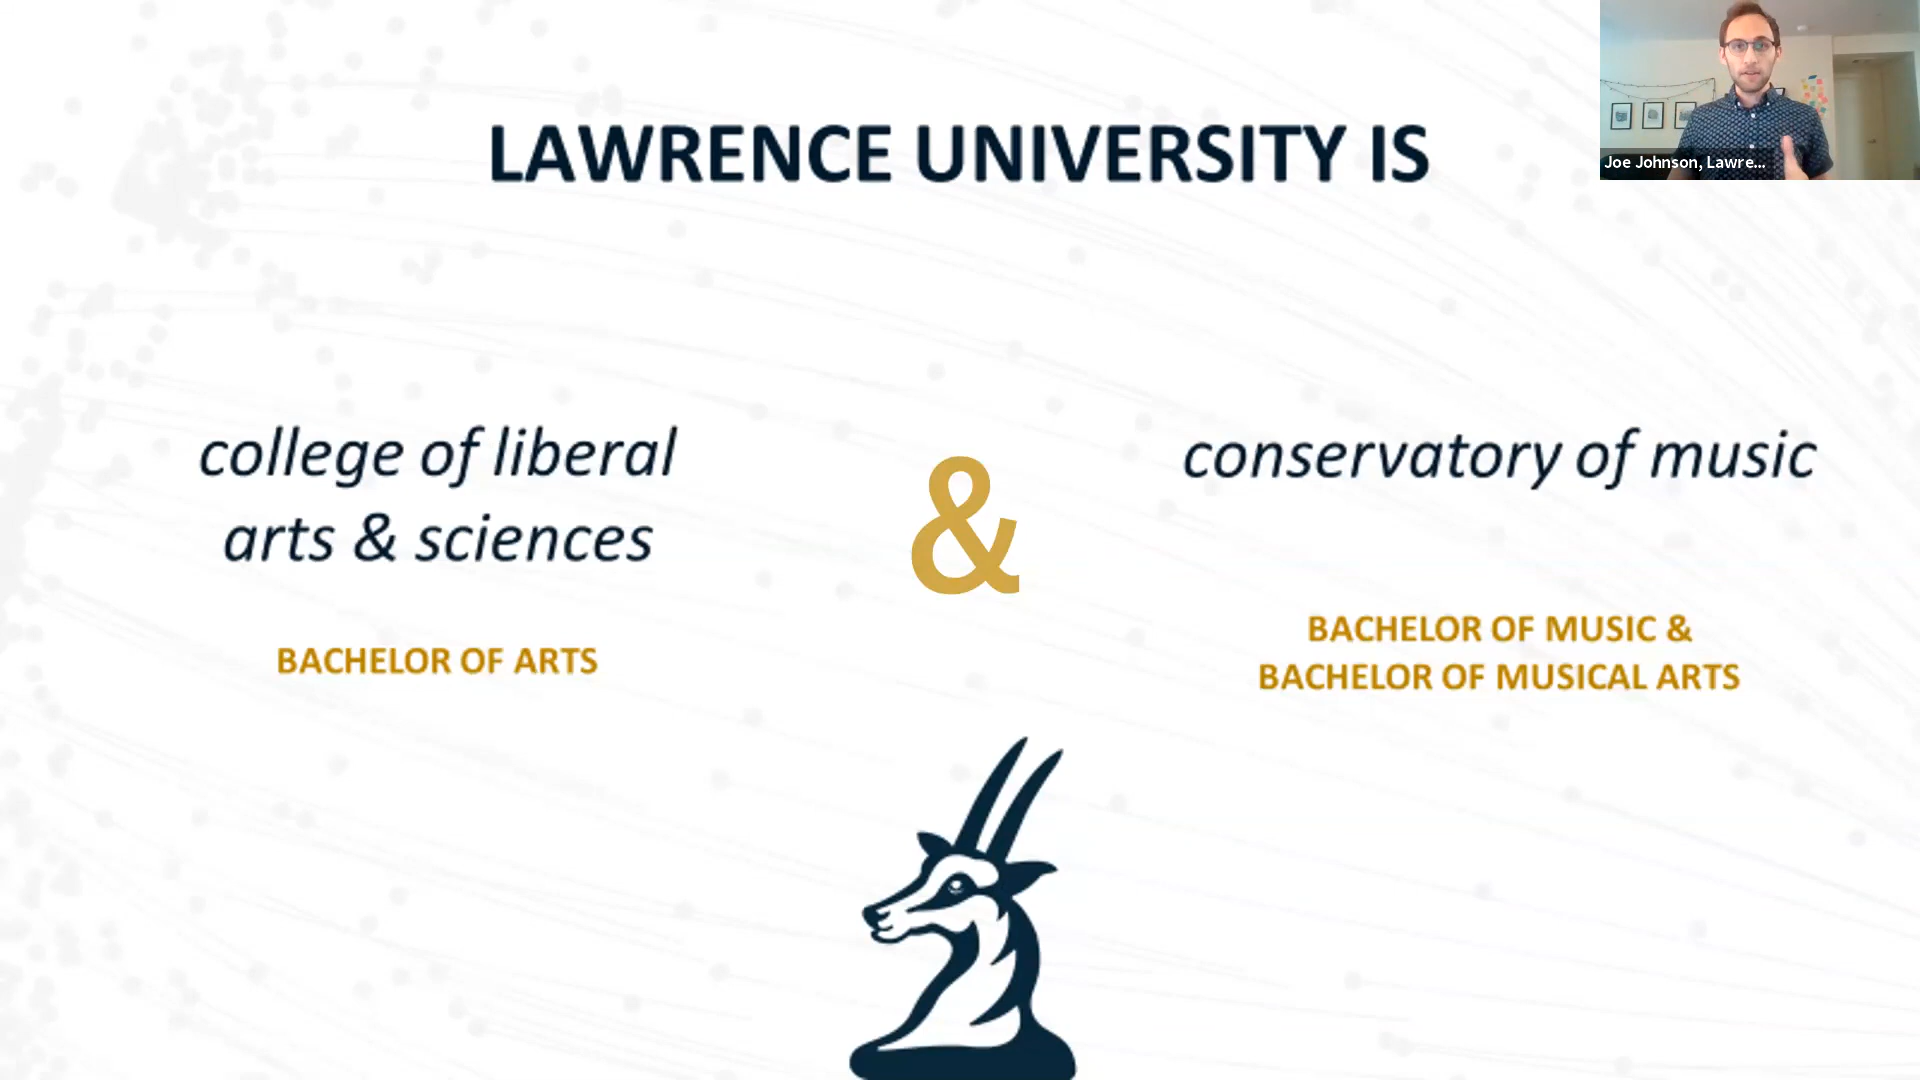 LAWRENCE UNIVERSITY IS
college of liberal
arts & sciences
BACHELOR OF ARTS
&
conservatory of music
BACHELOR OF MUSIC &
BACHELOR OF MUSICAL ARTS
Joe Johnson, Lawre...